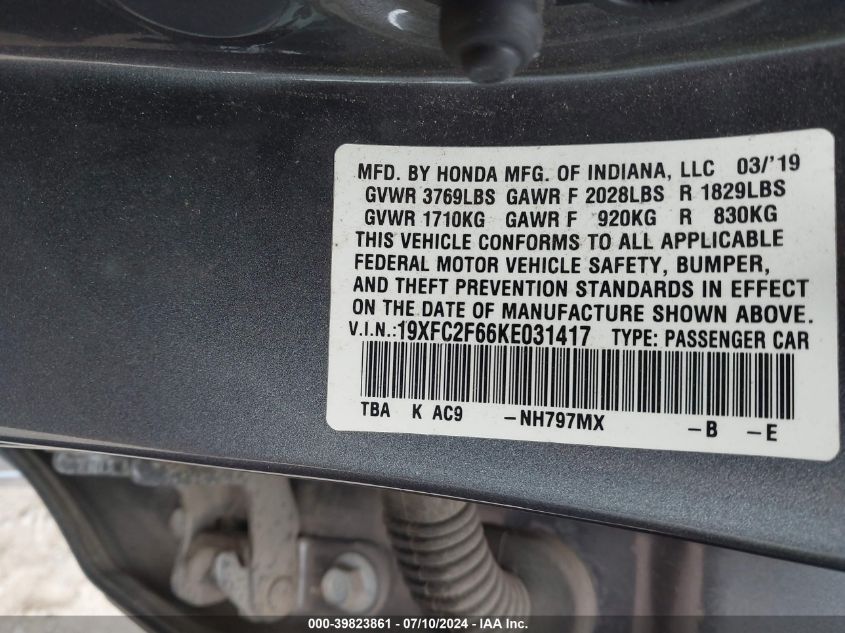 MFD. BY HONDA MFG. OF INDIANA, LLC 03/'19
GVWR 3769LBS GAWR F 2028LBS R 1829LBS
GVWR 1710KG GAWR F 920KG R 830KG
THIS VEHICLE CONFORMS TO ALL APPLICABLE
FEDERAL MOTOR VEHICLE SAFETY, BUMPER,
AND THEFT PREVENTION STANDARDS IN EFFECT
ON THE DATE OF MANUFACTURE SHOWN ABOVE.
V.I.N.:19XFC2F66KE031417 TYPE: PASSENGER CAR
TBA K AC9 -NH797MX -B -E
000-39823861 - 07/10/2024 - IAA Inc.